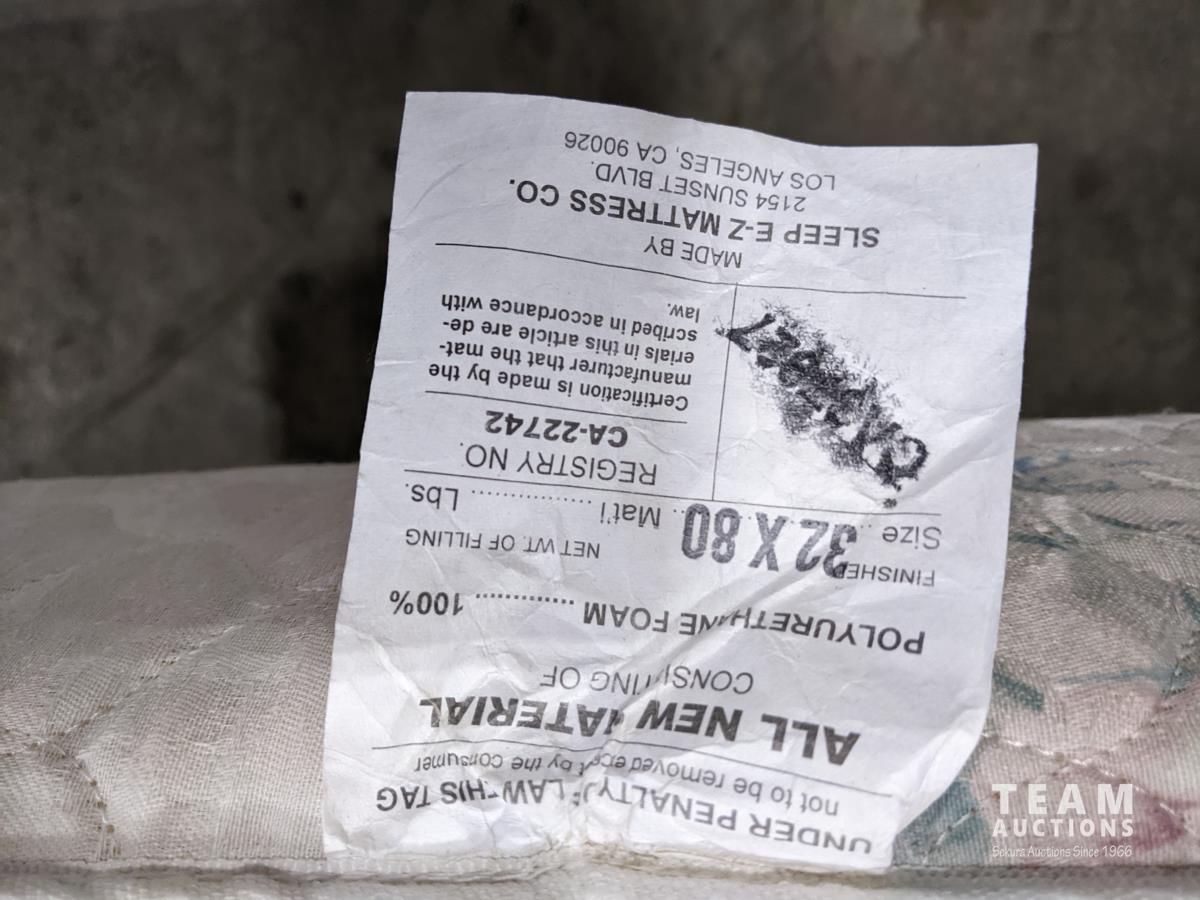 UNDER PENALTY OF LAW THIS TAG
not to be removed except by the consumer
ALL NEW MATERIAL
CONSISTING OF
POLYURETHANE FOAM ............. 100%
FINISHED
NET WT. OF FILLING
Size .. 32 X 80 .. Mat'l ................... Lbs.
REGISTRY NO.
CA-22742
Certification is made by the
manufacturer that the mat-
erials in this article are de-
scribed in accordance with
law.
MADE BY
SLEEP E-Z MATTRESS CO.
2154 SUNSET BLVD.
LOS ANGELES, CA 90026
TEAM
AUCTIONS
Sekura Auctions Since 1966